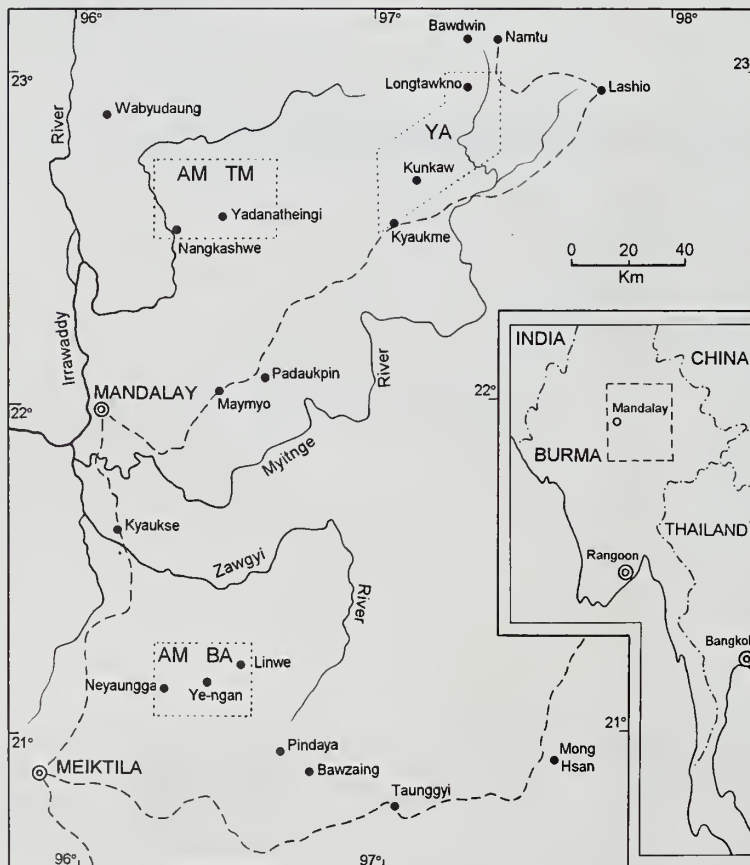 96°
97°
98°
Bawdwin
Namtu
23°
23
Longtawkno
Lashio
River
Wabyudaung
YA
AM TM
Kunkaw
Yadanatheingi
Nangkashwe
Kyaukme
0 20 40
Km
Irrawaddy
INDIA
CHINA
Padaukpin
River
MANDALAY
Maymyo
22°
22°
Mandalay
Myitnge
BURMA
THAILAND
Kyaukse
Zawgyi
Rangoon
River
AM BA
Linwe
Bangkok
Neyaungga
Ye-ngan
21°
21°
Pindaya
Mong
Hsan
MEIKTILA
Bawzaing
Taunggyi
96°
97°